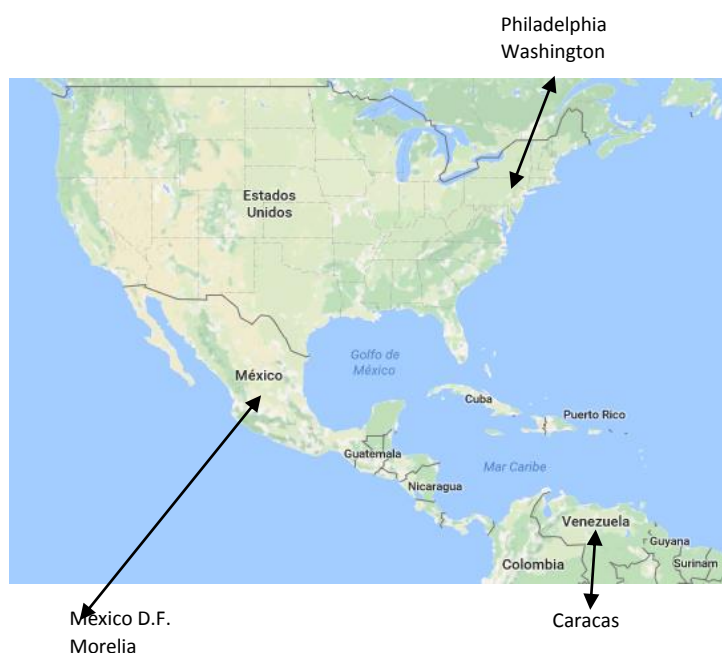 Philadelphia
Washington
Estados
Unidos
Golfo de
México
México
Cuba
Puerto Rico
Guatemala
Mar Caribe
Nicaragua
Venezuela
Guyana
Colombia
Surinam
México D.F.
Morelia
Caracas